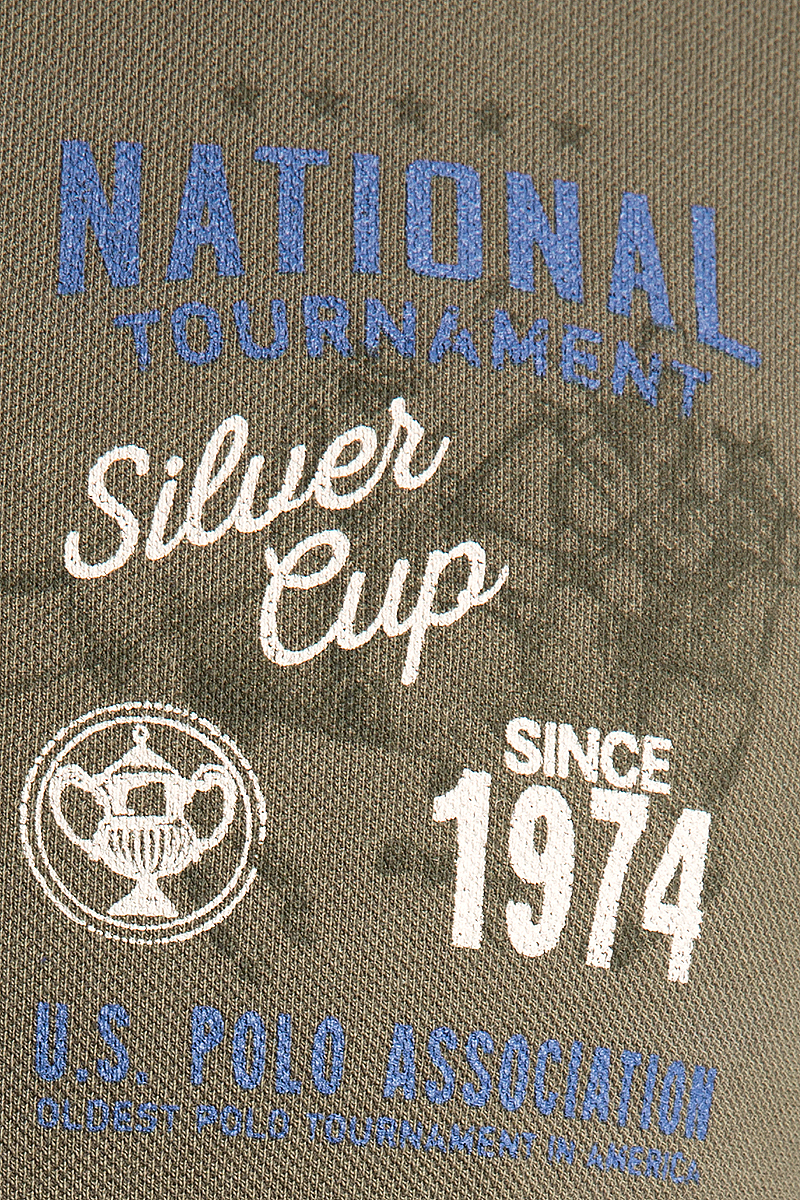 NATIONAL
TOURNAMENT
Silver
Cup
SINCE
1974
U.S. POLO ASSOCIATION
OLDEST POLO TOURNAMENT IN AMERICA